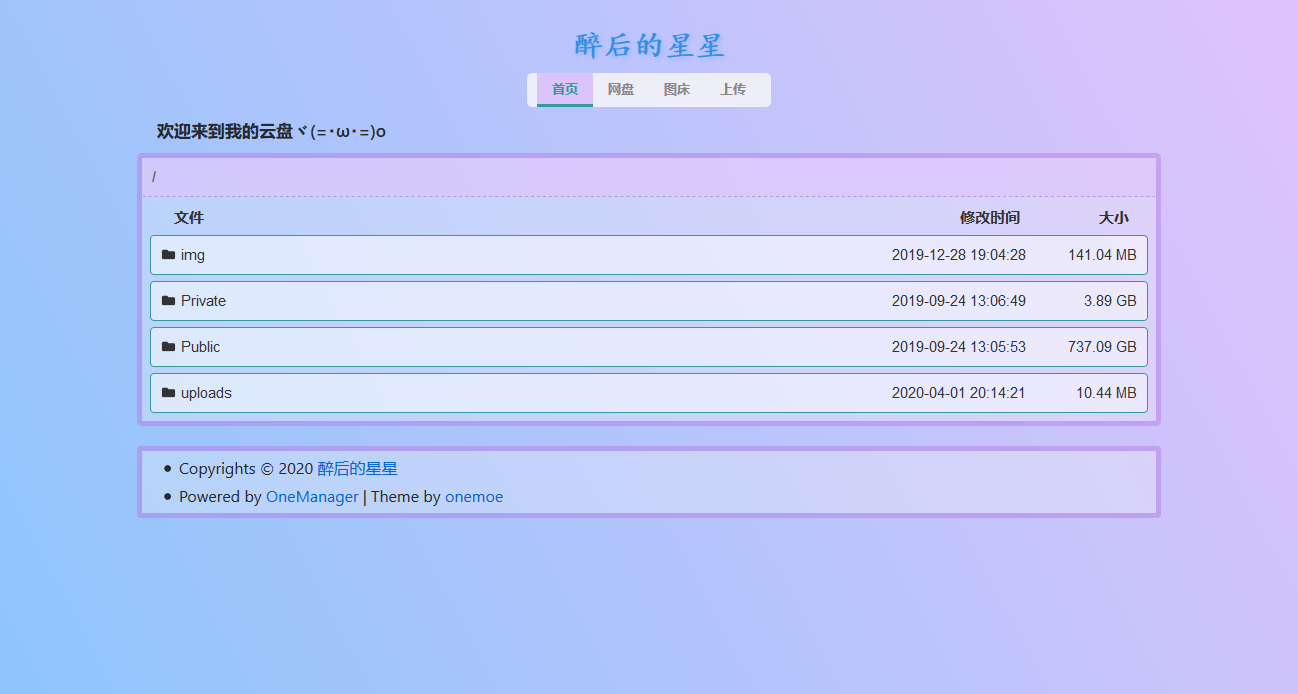 醉后的星星
首页 网盘 图床 上传
欢迎来到我的云盘ヾ(=･ω･=)o
/
文件 修改时间 大小
img 2019-12-28 19:04:28 141.04 MB
Private 2019-09-24 13:06:49 3.89 GB
Public 2019-09-24 13:05:53 737.09 GB
uploads 2020-04-01 20:14:21 10.44 MB
Copyrights © 2020 醉后的星星
Powered by OneManager | Theme by onemoe